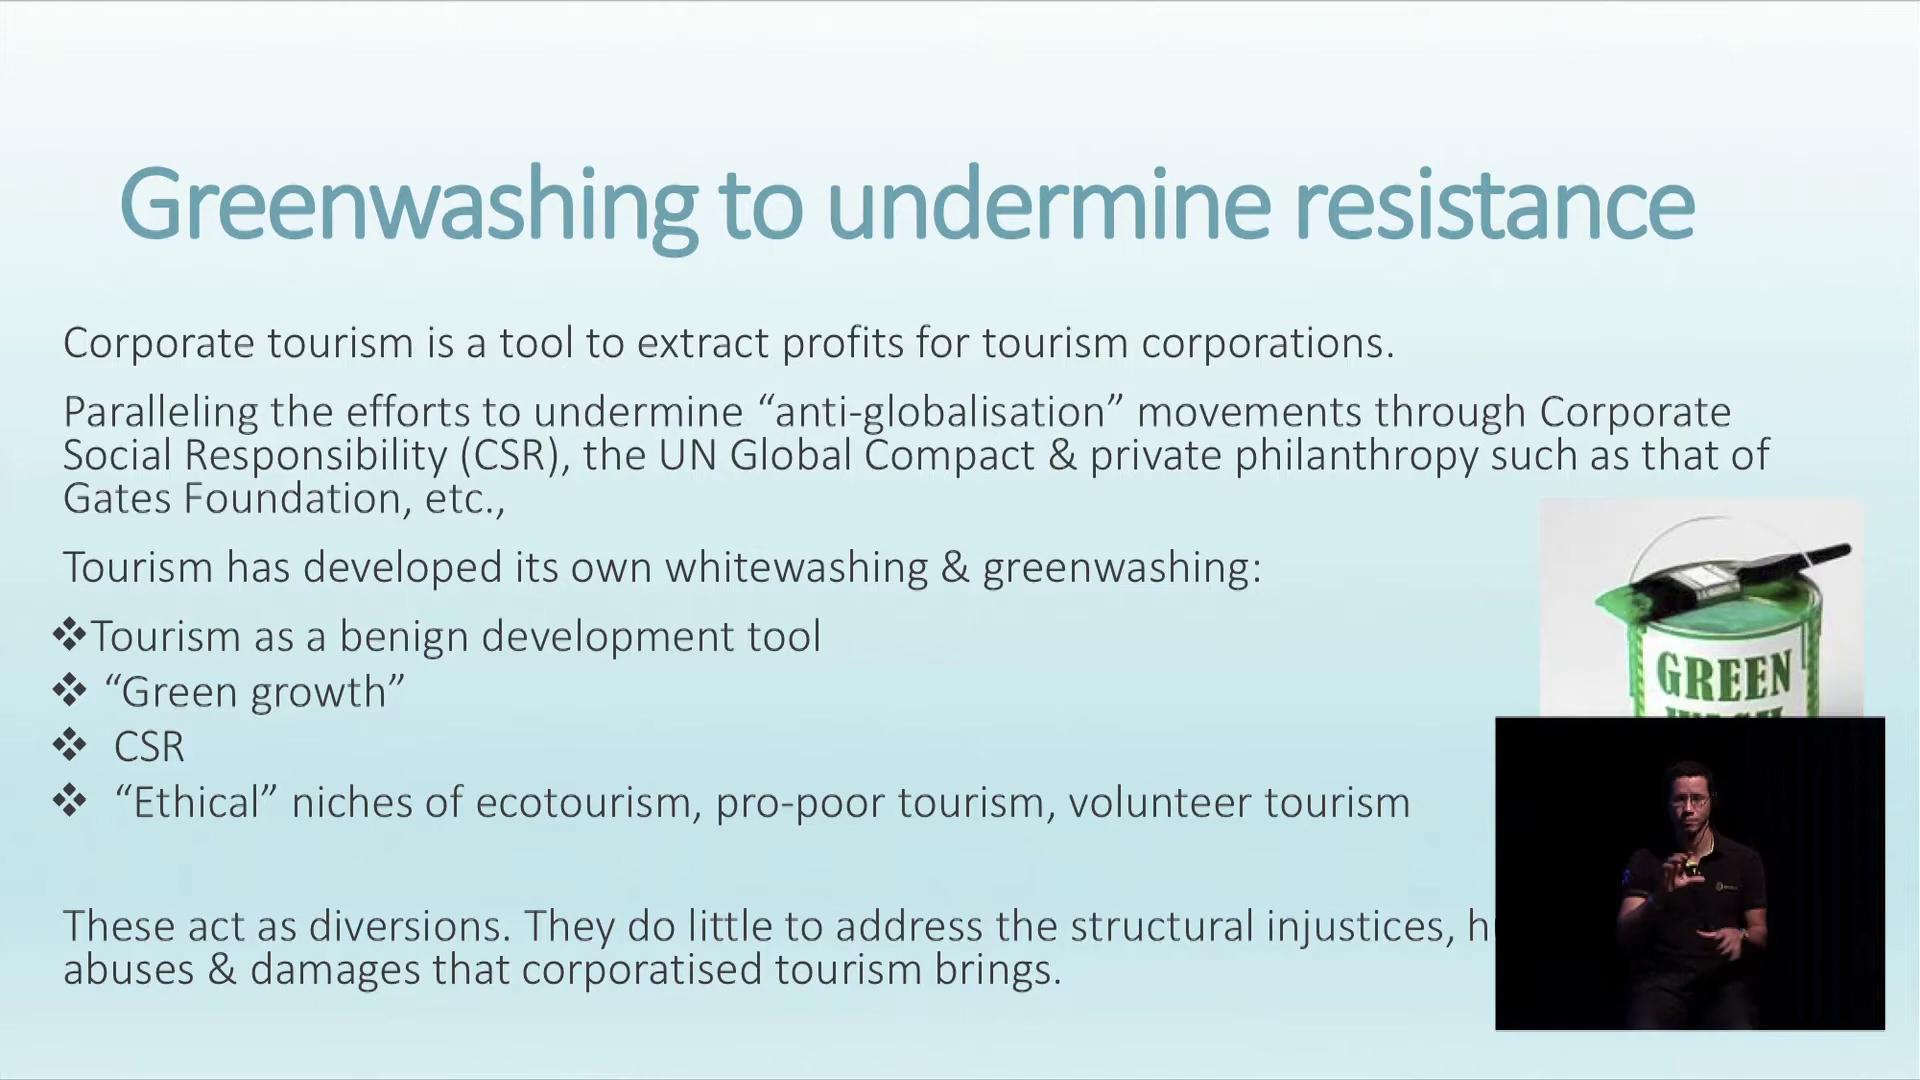 Greenwashing to undermine resistance
Corporate tourism is a tool to extract profits for tourism corporations.
Paralleling the efforts to undermine “anti-globalisation” movements through Corporate
Social Responsibility (CSR), the UN Global Compact & private philanthropy such as that of
Gates Foundation, etc.,
Tourism has developed its own whitewashing & greenwashing:
❖Tourism as a benign development tool
❖ “Green growth”
❖ CSR
❖ “Ethical” niches of ecotourism, pro-poor tourism, volunteer tourism
GREEN
These act as diversions. They do little to address the structural injustices,
abuses & damages that corporatised tourism brings.